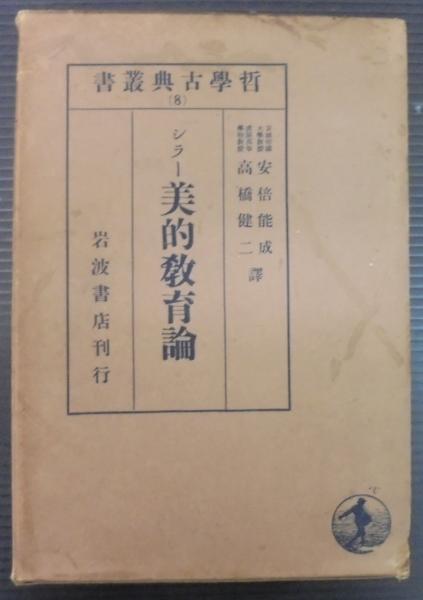 哲學古典叢書
(8)
安倍能成
高橋健二
譯
シラー
美的敎育論
岩波書店刊行